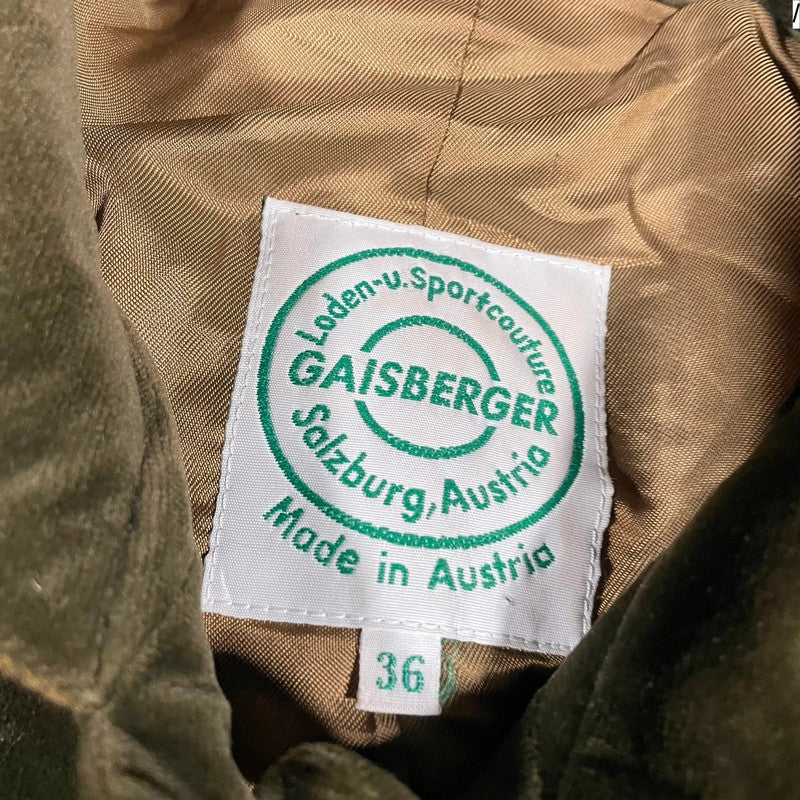 Loden-u.Sportcouture
GAISBERGER
Salzburg, Austria
Made in Austria
36